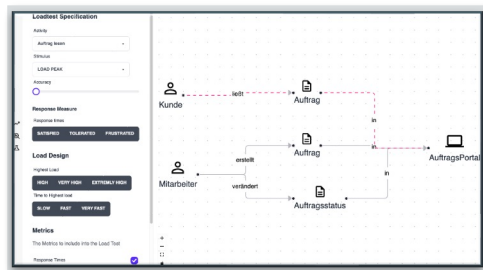 Loadtest Specification
Activity
Auftrag lesen
Stimulus
LOAD PEAK
Accuracy
Response Measure
Response times
SATISFIED TOLERATED FRUSTRATED
Load Design
Highest Load
HIGH VERY HIGH EXTREMELY HIGH
Time to Highest load
SLOW FAST VERY FAST
Metrics
The Metrics to include into the Load Test
Response Times
Kunde
ließt
Auftrag
in
Mitarbeiter
erstellt
verändert
Auftrag
in
Auftragsstatus
in
AuftragsPortal